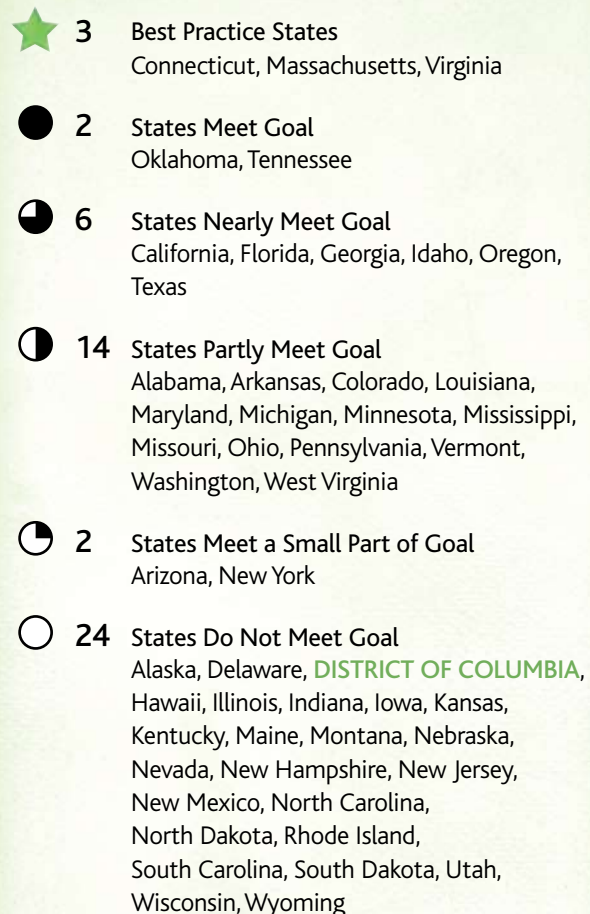 3 Best Practice States
Connecticut, Massachusetts, Virginia
2 States Meet Goal
Oklahoma, Tennessee
6 States Nearly Meet Goal
California, Florida, Georgia, Idaho, Oregon,
Texas
14 States Partly Meet Goal
Alabama, Arkansas, Colorado, Louisiana,
Maryland, Michigan, Minnesota, Mississippi,
Missouri, Ohio, Pennsylvania, Vermont,
Washington, West Virginia
2 States Meet a Small Part of Goal
Arizona, New York
24 States Do Not Meet Goal
Alaska, Delaware, DISTRICT OF COLUMBIA,
Hawaii, Illinois, Indiana, Iowa, Kansas,
Kentucky, Maine, Montana, Nebraska,
Nevada, New Hampshire, New Jersey,
New Mexico, North Carolina,
North Dakota, Rhode Island,
South Carolina, South Dakota, Utah,
Wisconsin, Wyoming